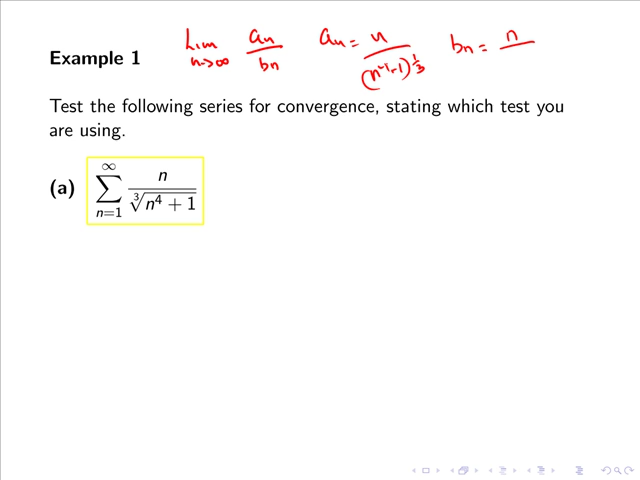 Lim n->∞ an/bn an = n/(n^4+1)^1/3 bn = n/
Example 1
Test the following series for convergence, stating which test you
are using.
(a) ∑_{n=1}^{∞} n/∛(n^4 + 1)